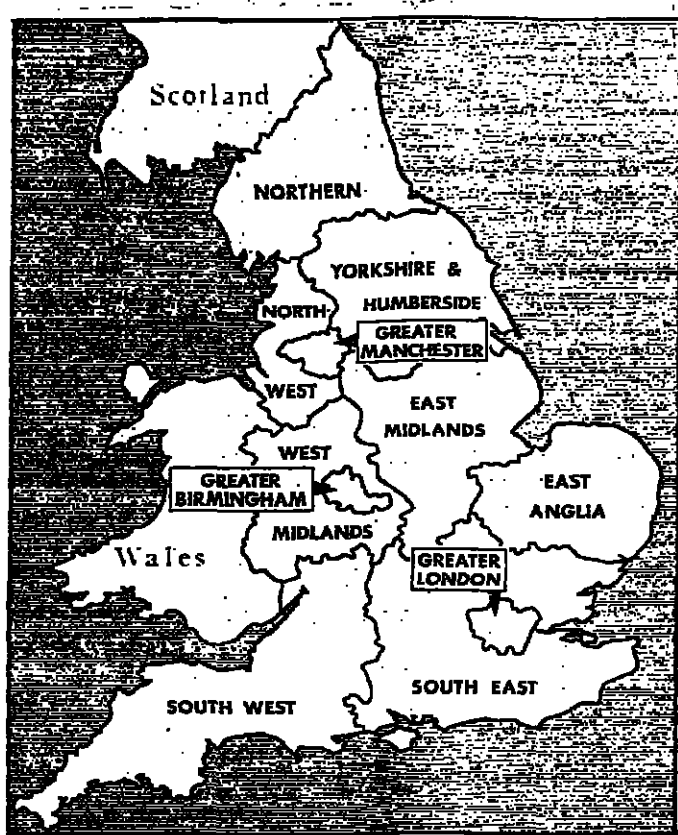 Scotland
NORTHERN
YORKSHIRE &
HUMBERSIDE
NORTH
WEST
GREATER
MANCHESTER
EAST
MIDLANDS
WEST
MIDLANDS
GREATER
BIRMINGHAM
EAST
ANGLIA
Wales
GREATER
LONDON
SOUTH WEST
SOUTH EAST